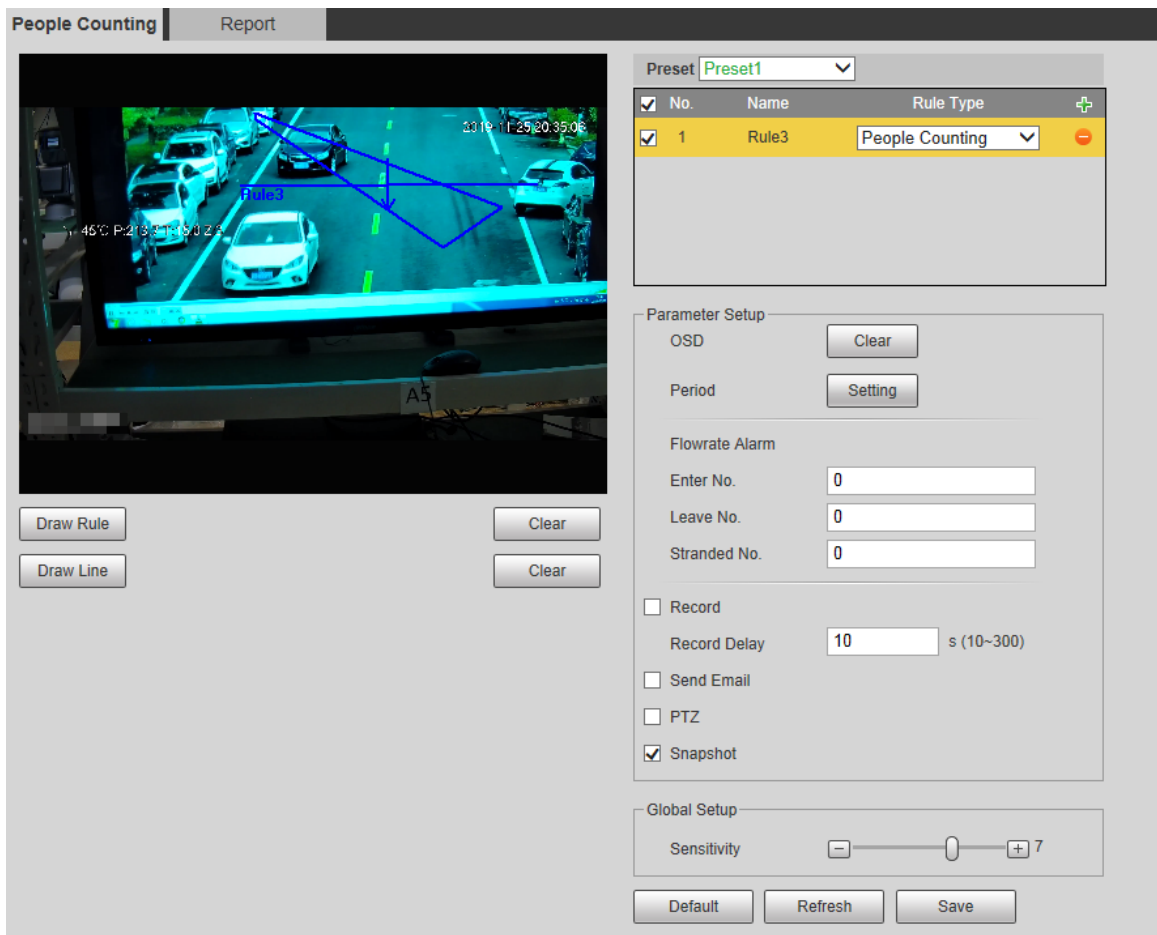 People Counting Report
Preset Preset1
No. Name Rule Type
1 Rule3 People Counting
2019-11-25 20:35:06
Rule3
A5
Draw Rule Clear
Draw Line Clear
Parameter Setup
OSD Clear
Period Setting
Flowrate Alarm
Enter No. 0
Leave No. 0
Stranded No. 0
Record
Record Delay 10 s (10~300)
Send Email
PTZ
Snapshot
Global Setup
Sensitivity 7
Default Refresh Save